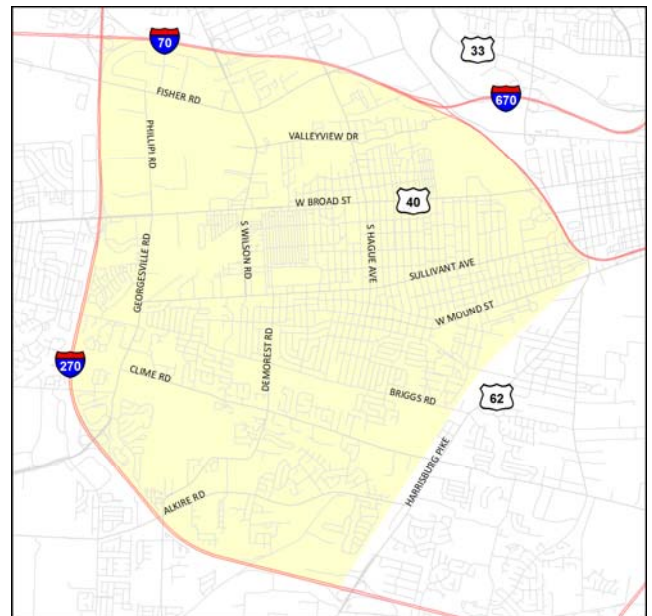 70
33
670
FISHER RD
PHILLIPI RD
VALLEYVIEW DR
W BROAD ST
40
S WILSON RD
S HAGUE AVE
GEORGESVILLE RD
SULLIVANT AVE
W MOUND ST
270
DEMOREST RD
CLIME RD
BRIGGS RD
62
HARRISBURG PIKE
ALKIRE RD